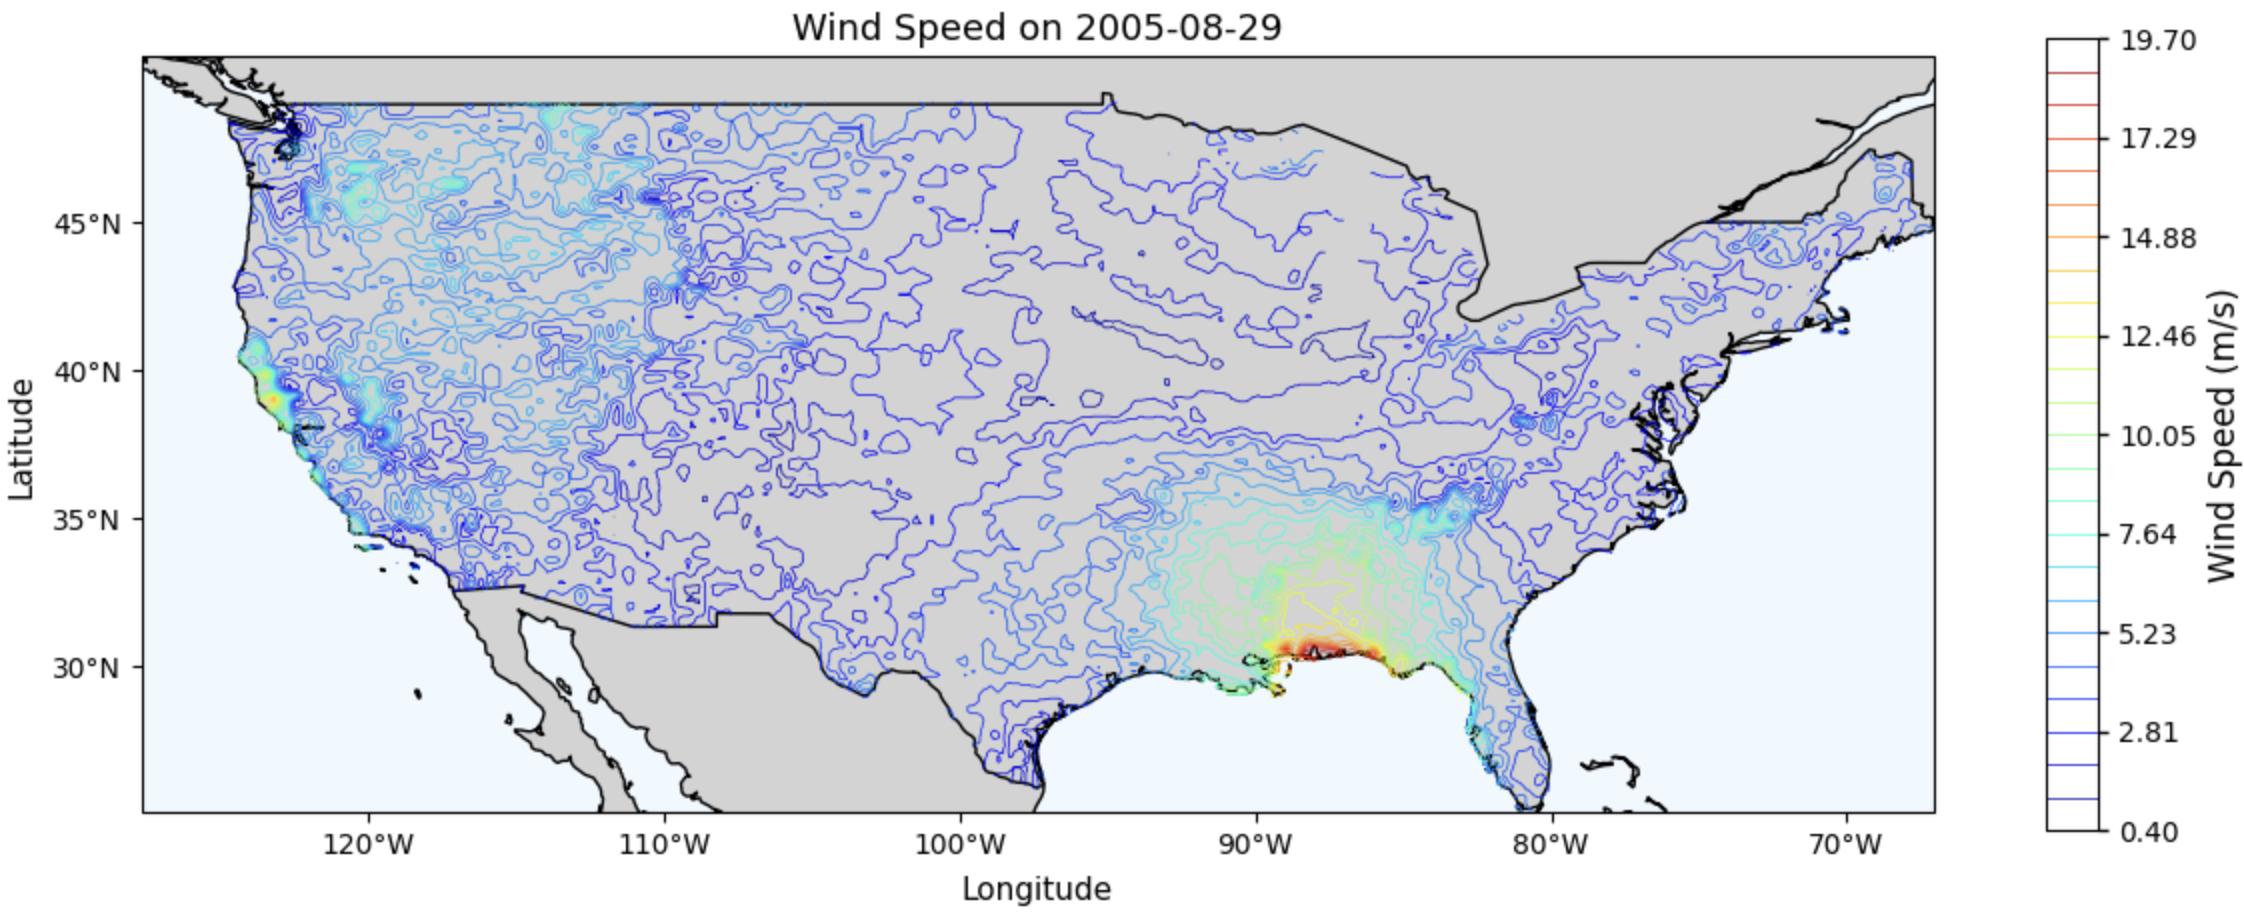 Wind Speed on 2005-08-29
19.70
17.29
14.88
12.46
10.05
7.64
5.23
2.81
0.40
Wind Speed (m/s)
45°N
40°N
35°N
30°N
Latitude
120°W 110°W 100°W 90°W 80°W 70°W
Longitude